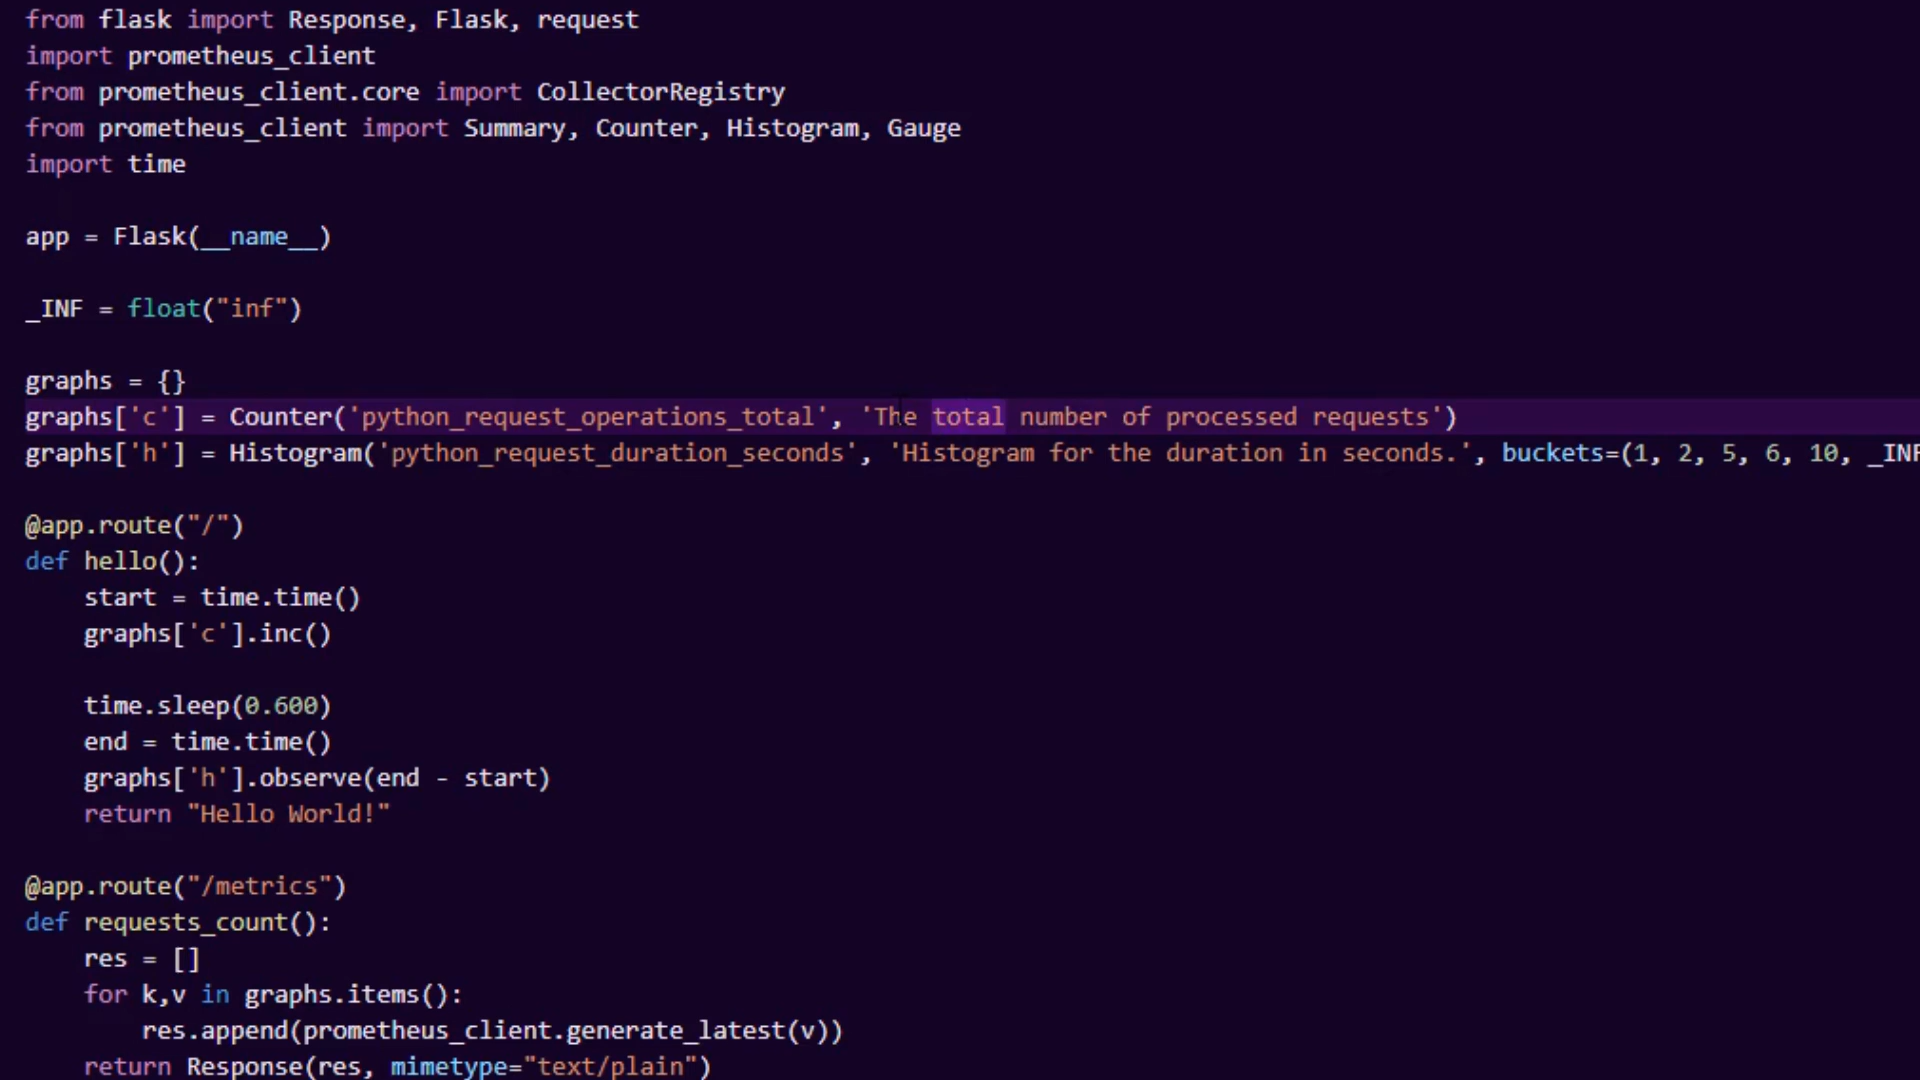 from flask import Response, Flask, request
import prometheus_client
from prometheus_client.core import CollectorRegistry
from prometheus_client import Summary, Counter, Histogram, Gauge
import time

app = Flask(__name__)

_INF = float("inf")

graphs = {}
graphs['c'] = Counter('python_request_operations_total', 'The total number of processed requests')
graphs['h'] = Histogram('python_request_duration_seconds', 'Histogram for the duration in seconds.', buckets=(1, 2, 5, 6, 10, _INF

@app.route("/")
def hello():
    start = time.time()
    graphs['c'].inc()

    time.sleep(0.600)
    end = time.time()
    graphs['h'].observe(end - start)
    return "Hello World!"

@app.route("/metrics")
def requests_count():
    res = []
    for k,v in graphs.items():
        res.append(prometheus_client.generate_latest(v))
    return Response(res, mimetype="text/plain")